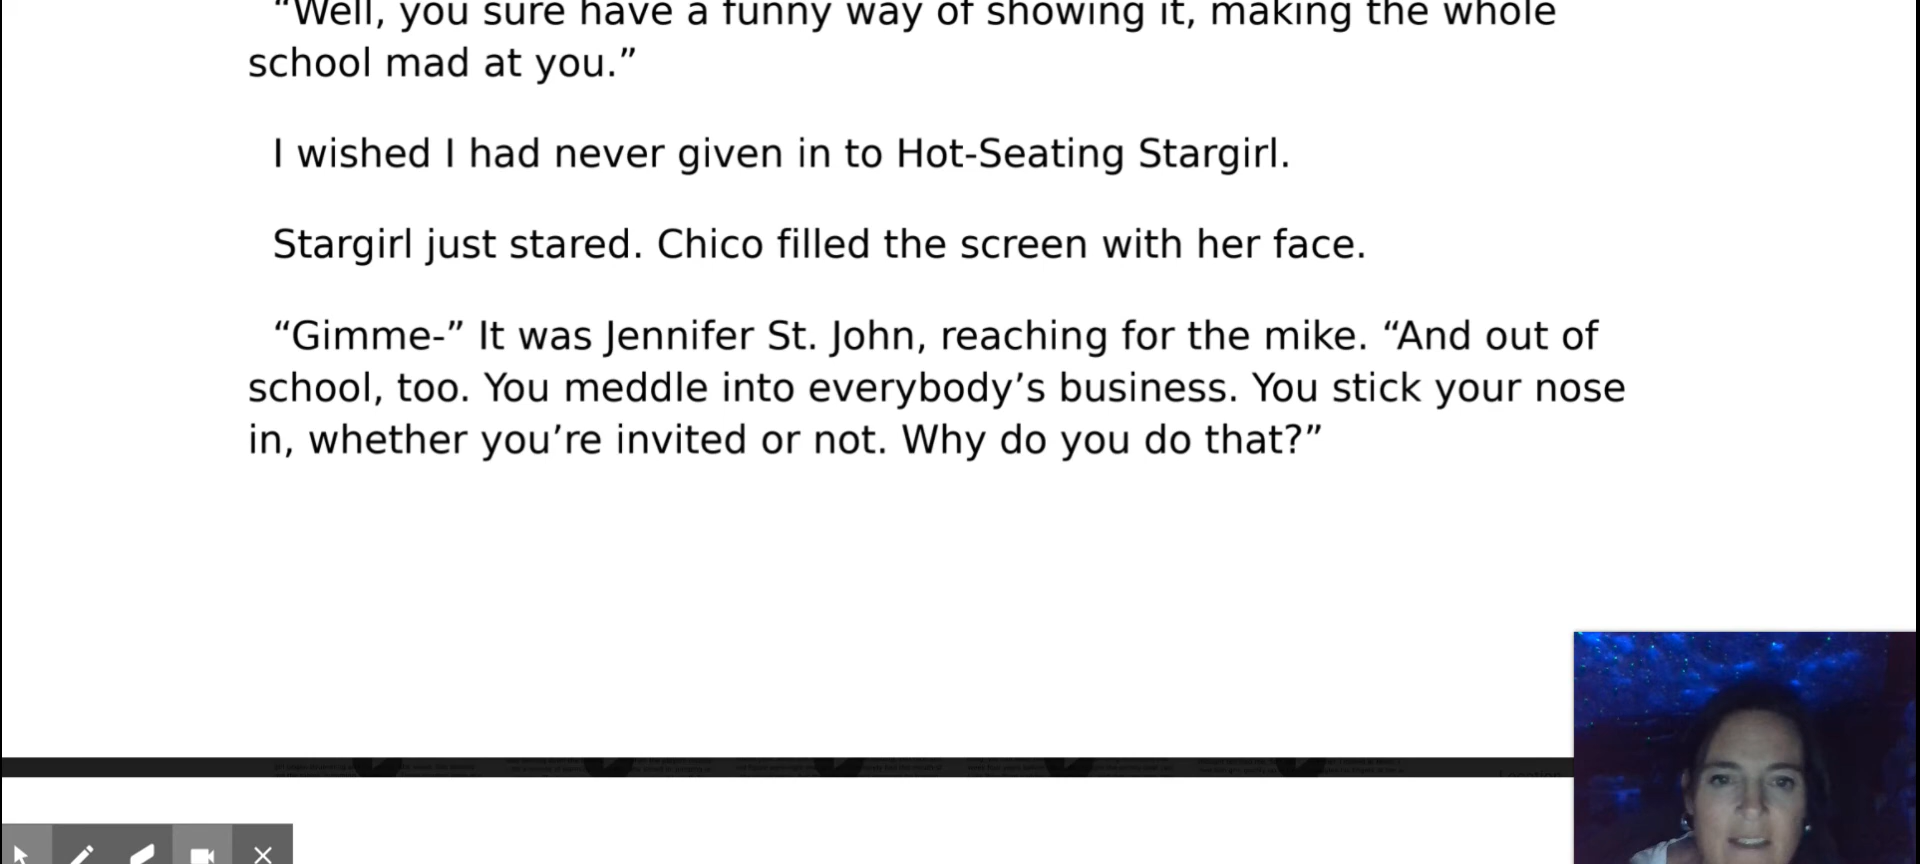 “Well, you sure have a funny way of showing it, making the whole
school mad at you.”
I wished I had never given in to Hot-Seating Stargirl.
Stargirl just stared. Chico filled the screen with her face.
“Gimme-” It was Jennifer St. John, reaching for the mike. “And out of
school, too. You meddle into everybody’s business. You stick your nose
in, whether you’re invited or not. Why do you do that?”